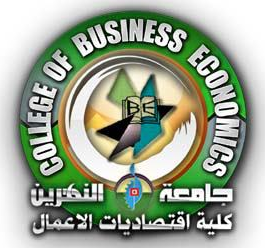 COLLEGE OF BUSINESS ECONOMICS
BE
جامعة النهرين
كلية اقتصاديات الاعمال